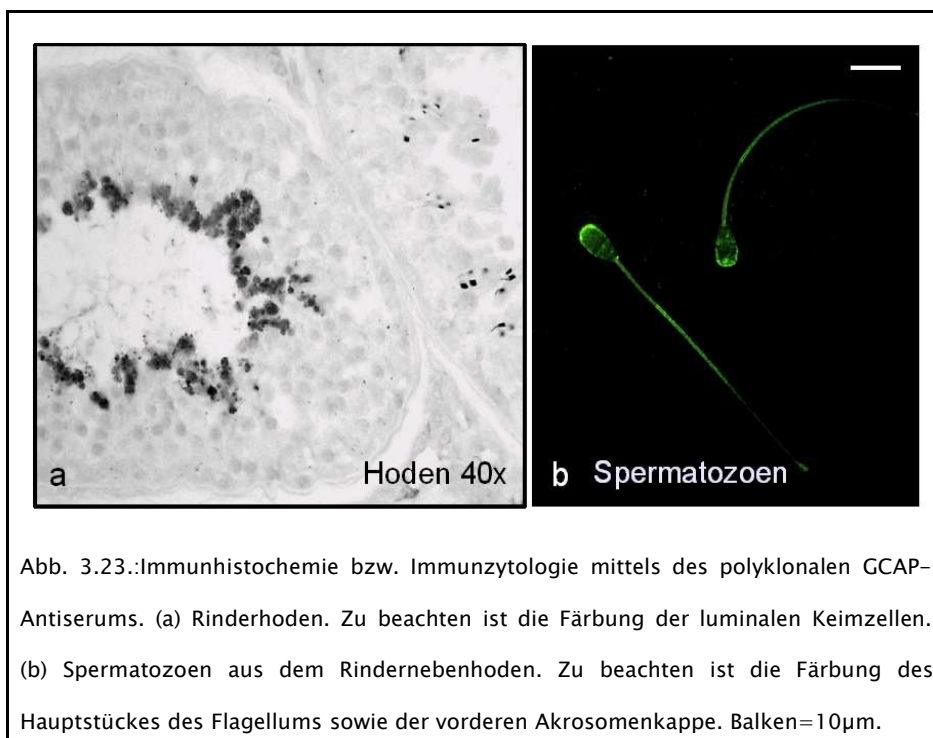 a
Hoden 40x
b Spermatozoen
Abb. 3.23.:Immunhistochemie bzw. Immunzytologie mittels des polyklonalen GCAP-
Antiserums. (a) Rinderhoden. Zu beachten ist die Färbung der luminalen Keimzellen.
(b) Spermatozoen aus dem Rindernebenhoden. Zu beachten ist die Färbung des
Hauptstückes des Flagellums sowie der vorderen Akrosomenkappe. Balken=10µm.